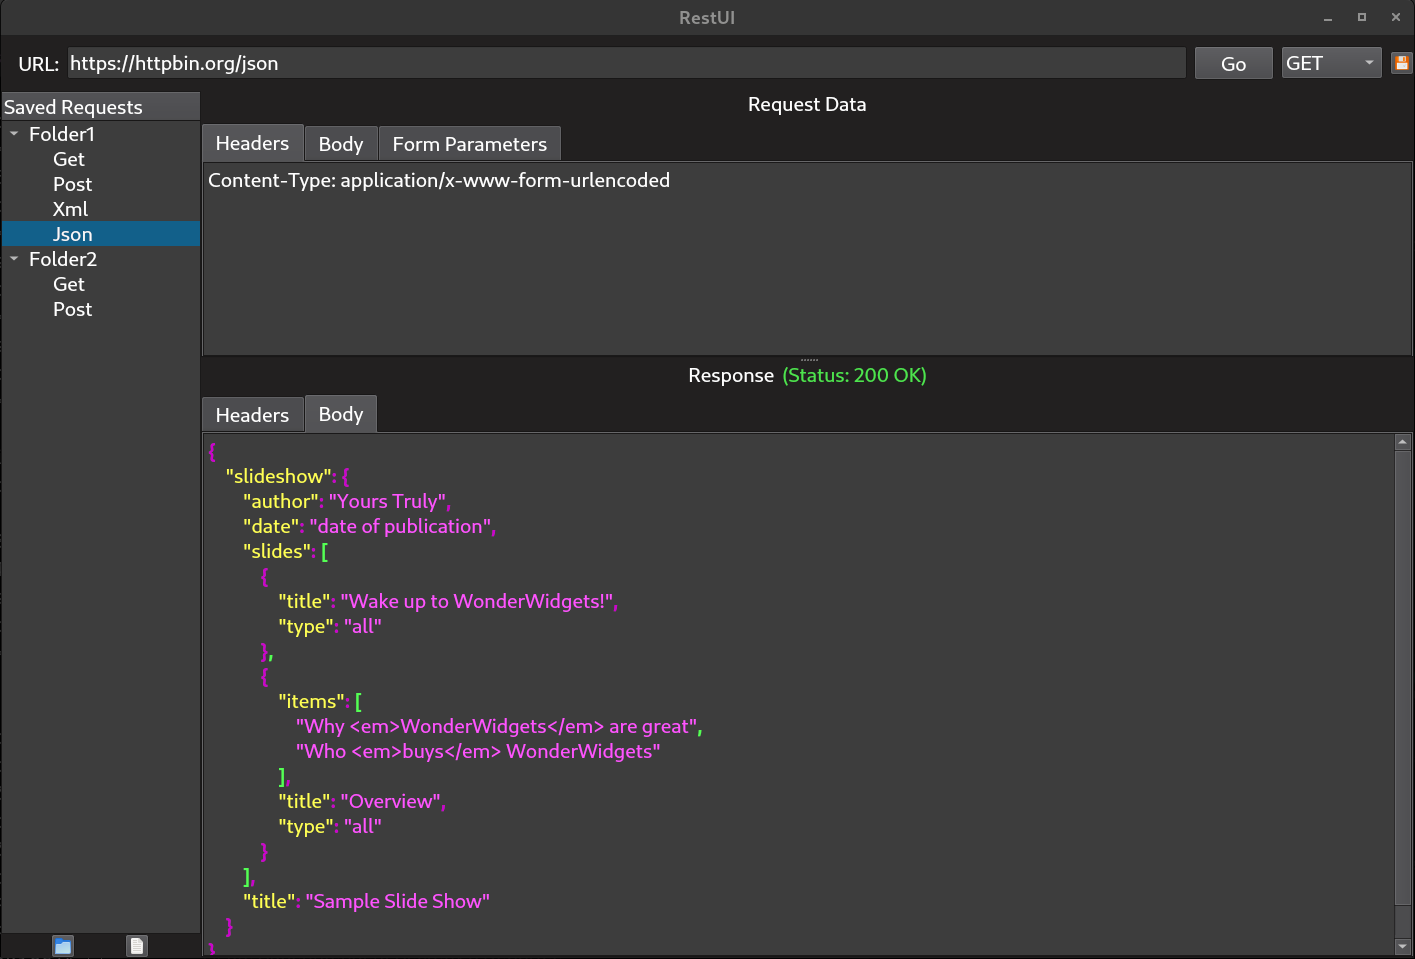 RestUI
URL: https://httpbin.org/json Go GET
Saved Requests
Folder1
Get
Post
Xml
Json
Folder2
Get
Post
Request Data
Headers Body Form Parameters
Content-Type: application/x-www-form-urlencoded
Response (Status: 200 OK)
Headers Body
{
"slideshow": {
"author": "Yours Truly",
"date": "date of publication",
"slides": [
{
"title": "Wake up to WonderWidgets!",
"type": "all"
},
{
"items": [
"Why <em>WonderWidgets</em> are great",
"Who <em>buys</em> WonderWidgets"
],
"title": "Overview",
"type": "all"
}
],
"title": "Sample Slide Show"
}
}